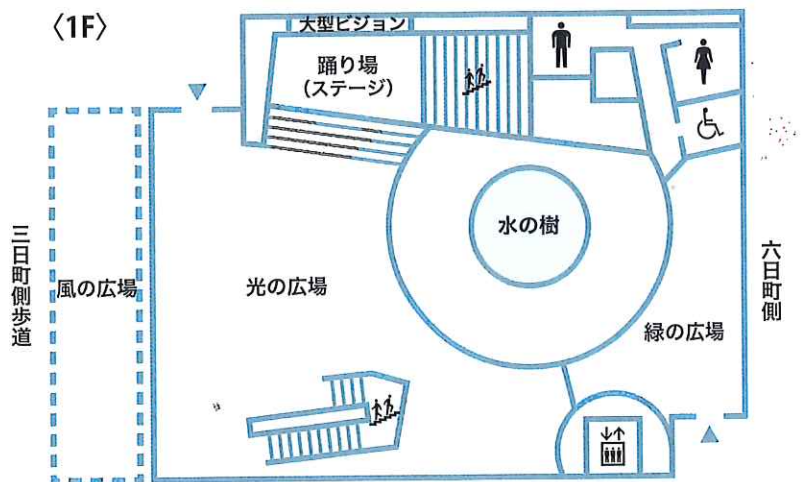 〈1F〉
大型ビジョン
踊り場
（ステージ）
水の樹
三日町側歩道
風の広場
光の広場
緑の広場
六日町側